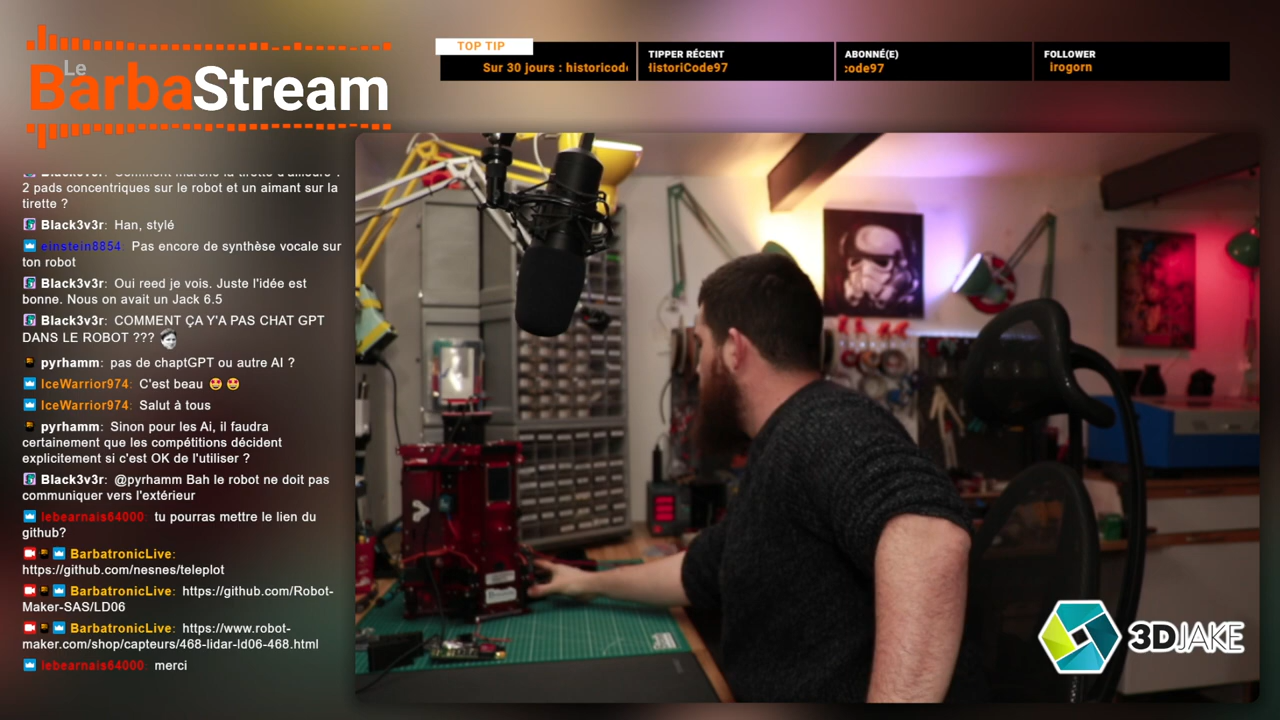 Le
BarbaStream
TOP TIP
Sur 30 jours : historicod
TIPPER RÉCENT
HistoriCode97
ABONNÉ(E)
code97
FOLLOWER
irogorn
2 pads concentriques sur le robot et un aimant sur la
tirette ?
Black3v3r: Han, stylé
einstein8854: Pas encore de synthèse vocale sur
ton robot
Black3v3r: Oui reed je vois. Juste l'idée est
bonne. Nous on avait un Jack 6.5
Black3v3r: COMMENT ÇA Y'A PAS CHAT GPT
DANS LE ROBOT ???
pyrhamm: pas de chaptGPT ou autre AI ?
IceWarrior974: C'est beau 😍 😍
IceWarrior974: Salut à tous
pyrhamm: Sinon pour les Ai, il faudra
certainement que les compétitions décident
explicitement si c'est OK de l'utiliser ?
Black3v3r: @pyrhamm Bah le robot ne doit pas
communiquer vers l'extérieur
lebearnais64000: tu pourras mettre le lien du
github?
BarbatronicLive:
https://github.com/nesnes/teleplot
BarbatronicLive: https://github.com/Robot-
Maker-SAS/LD06
BarbatronicLive: https://www.robot-
maker.com/shop/capteurs/468-lidar-ld06-468.html
lebearnais64000: merci
3DJAKE